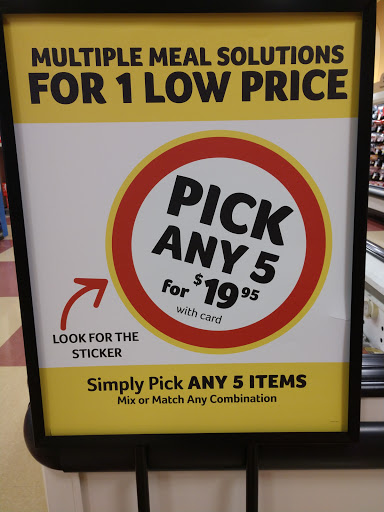 MULTIPLE MEAL SOLUTIONS
FOR 1 LOW PRICE
PICK
ANY 5
for $19.95
with card
LOOK FOR THE
STICKER
Simply Pick ANY 5 ITEMS
Mix or Match Any Combination